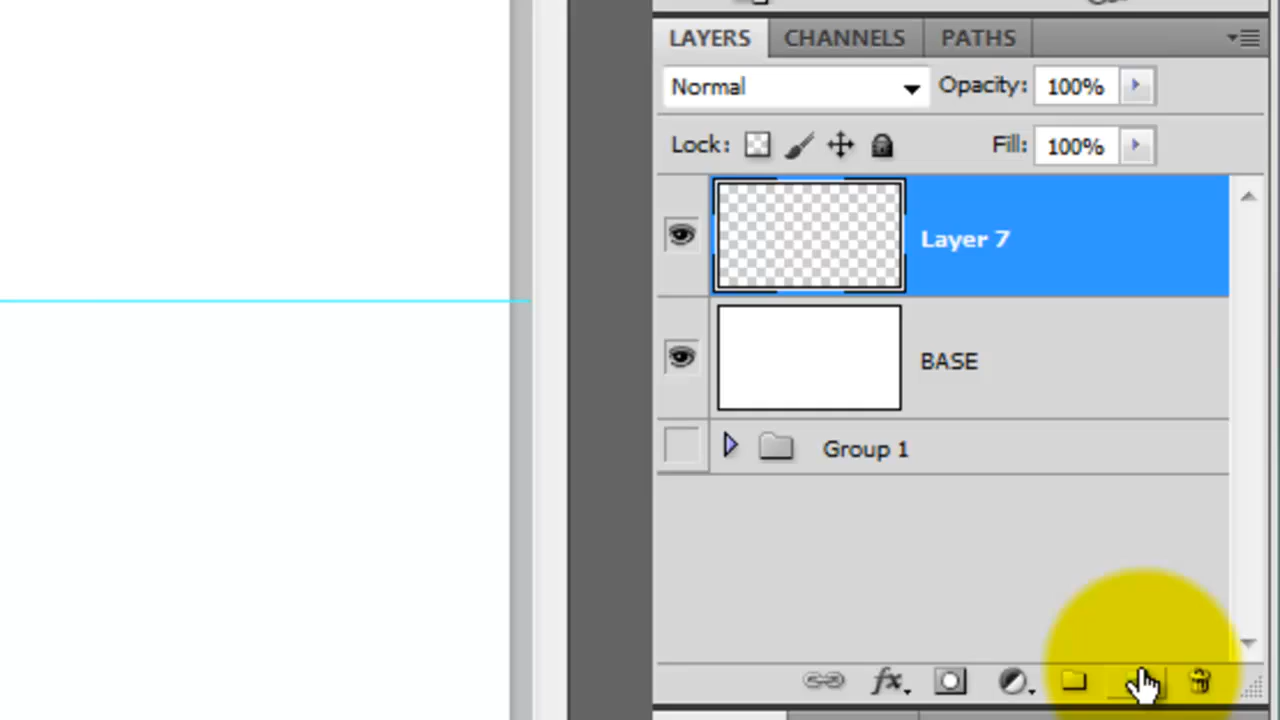 LAYERS CHANNELS PATHS
Normal Opacity: 100%
Lock: Fill: 100%
Layer 7
BASE
Group 1
fx